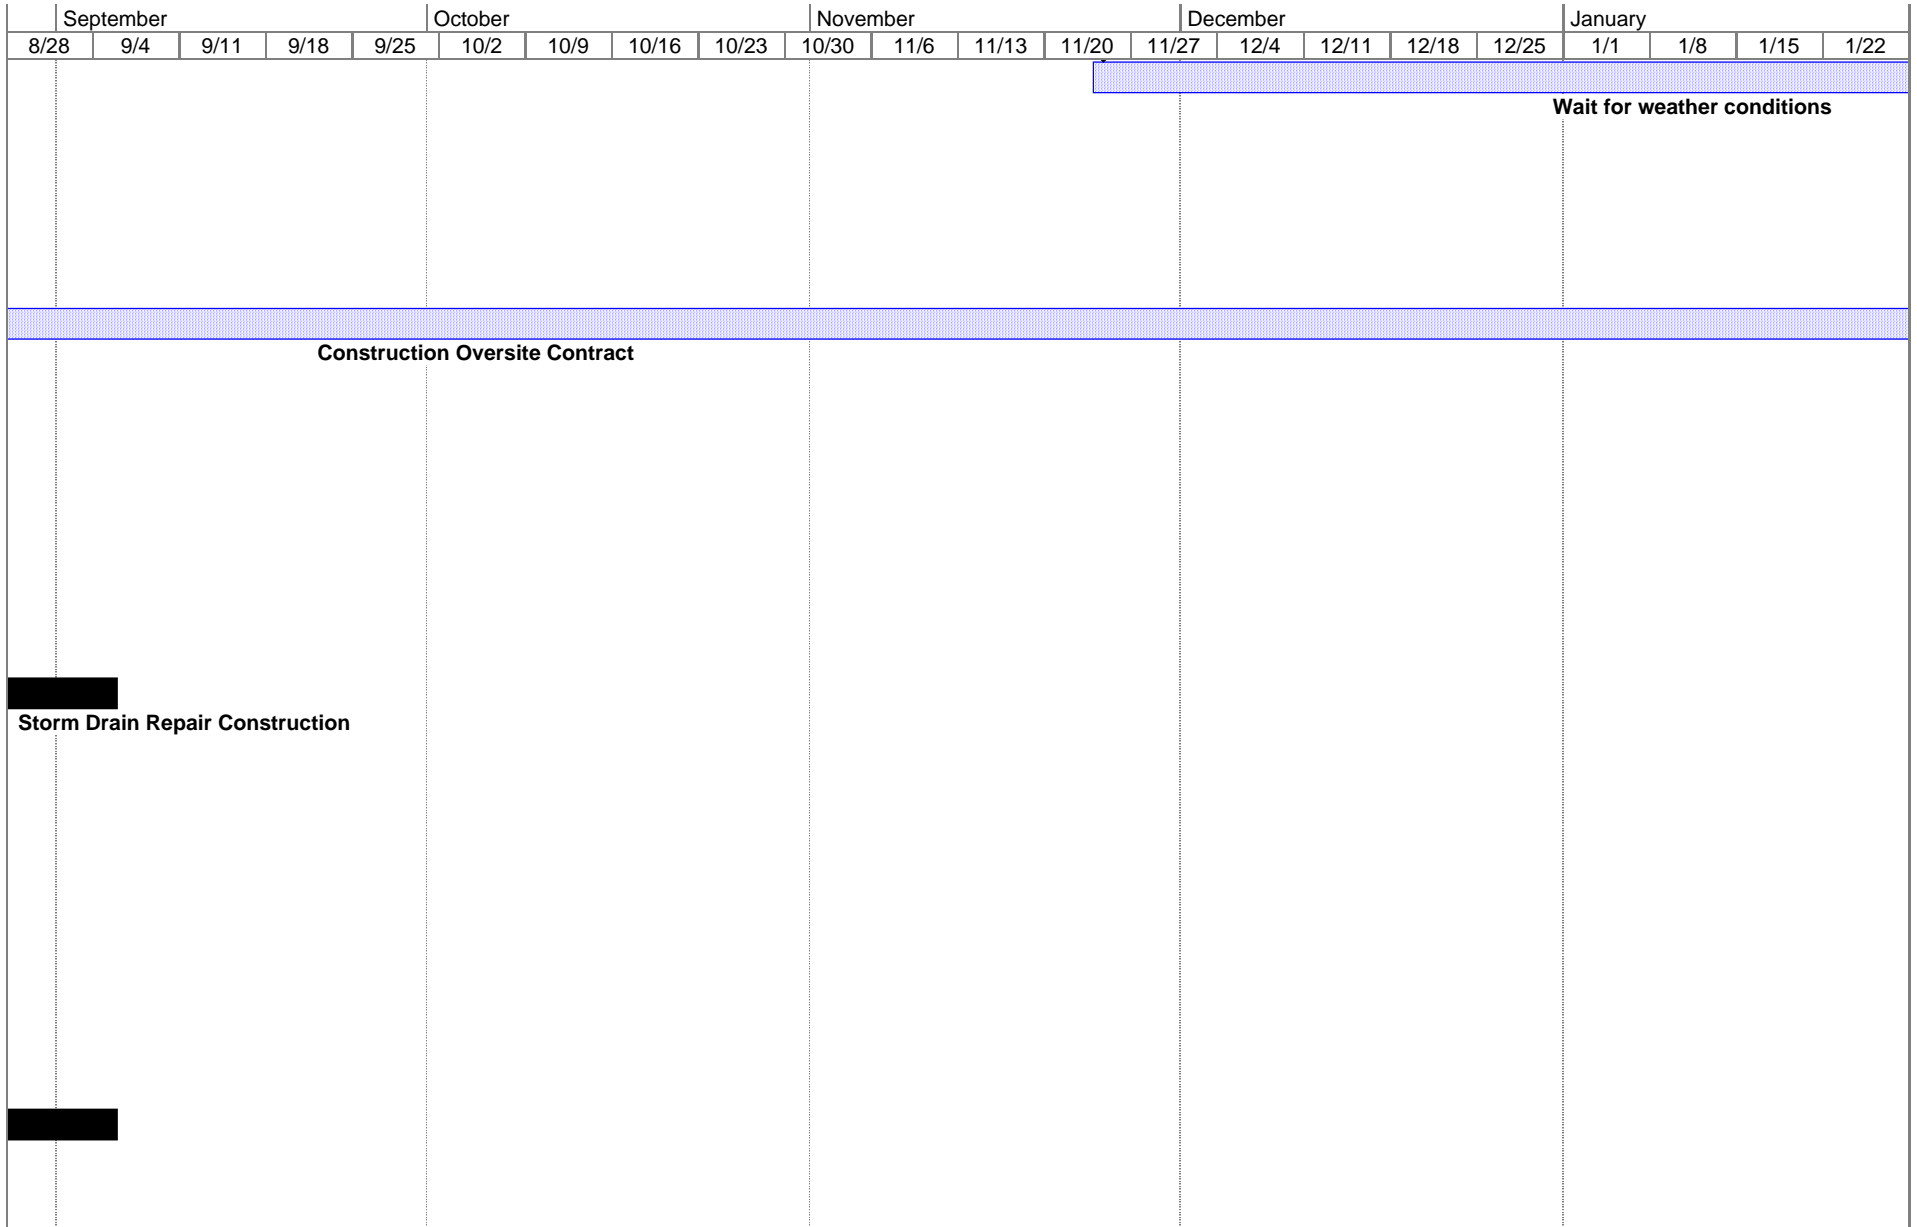 September October November December January
8/28 9/4 9/11 9/18 9/25 10/2 10/9 10/16 10/23 10/30 11/6 11/13 11/20 11/27 12/4 12/11 12/18 12/25 1/1 1/8 1/15 1/22
Wait for weather conditions
Construction Oversite Contract
Storm Drain Repair Construction